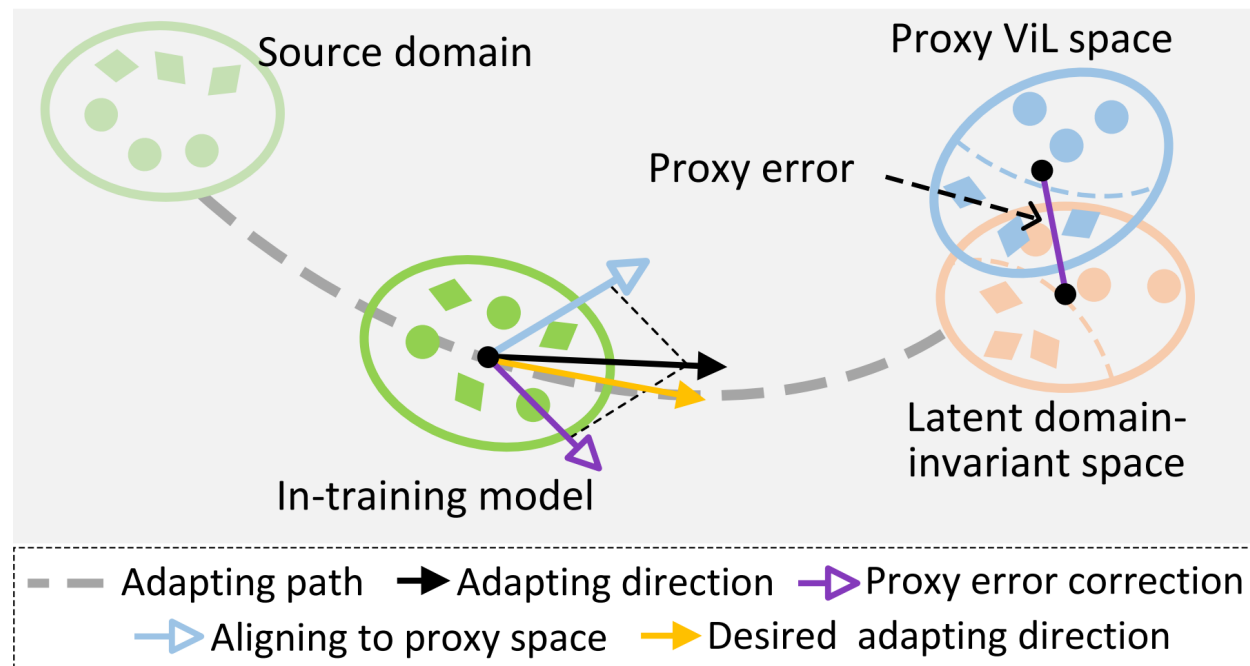 Source domain
Proxy ViL space
Proxy error
Latent domain-
invariant space
In-training model
Adapting path
Adapting direction
Proxy error correction
Aligning to proxy space
Desired adapting direction